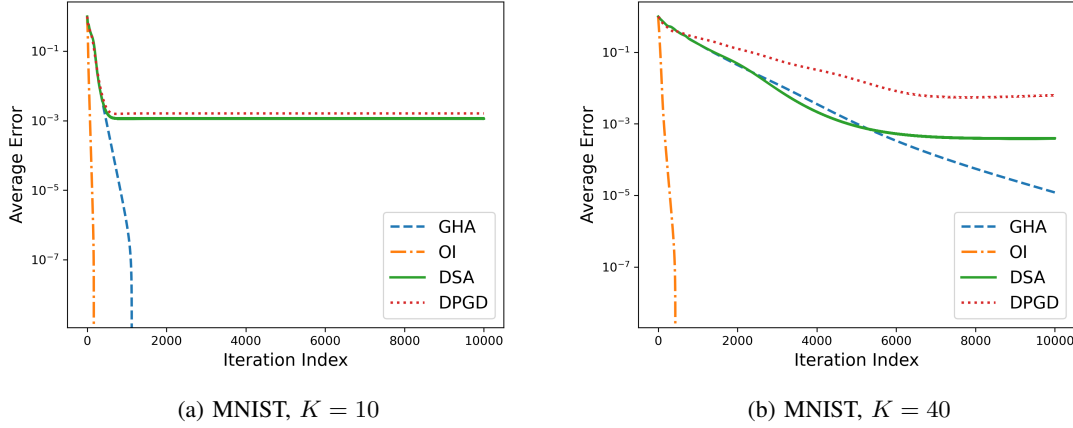 10⁻¹
10⁻³
10⁻⁵
10⁻⁷
Average Error
GHA
OI
DSA
DPGD
0 2000 4000 6000 8000 10000
Iteration Index
(a) MNIST, K = 10
10⁻¹
10⁻³
10⁻⁵
10⁻⁷
Average Error
GHA
OI
DSA
DPGD
0 2000 4000 6000 8000 10000
Iteration Index
(b) MNIST, K = 40